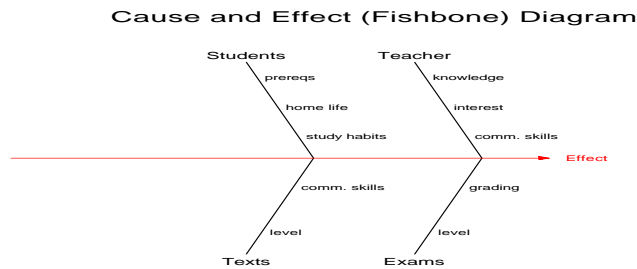 Cause and Effect (Fishbone) Diagram
Students
prereqs
home life
study habits
Teacher
knowledge
interest
comm. skills
Effect
comm. skills
level
Texts
grading
level
Exams